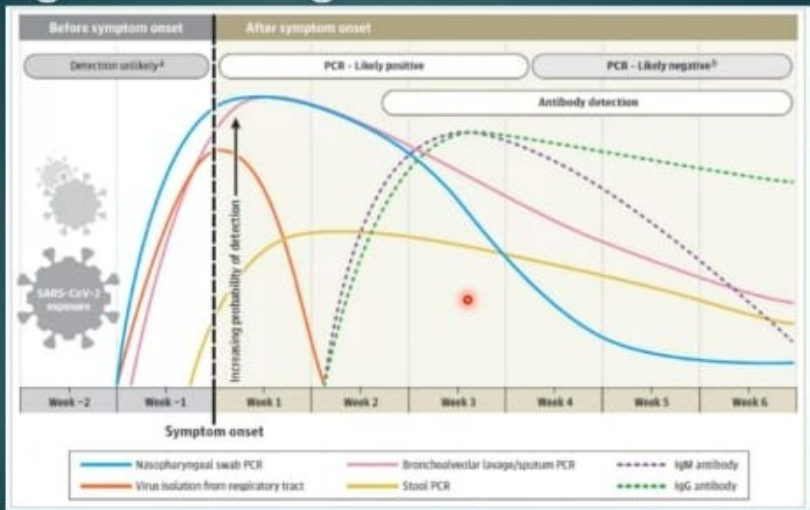 Before symptom onset
After symptom onset
Detection unlikelyª
PCR - Likely positive
PCR - Likely negativeᵇ
Antibody detection
SARS-CoV-2
exposure
Increasing probability of detection
Week -2
Week -1
Week 1
Week 2
Week 3
Week 4
Week 5
Week 6
Symptom onset
Nasopharyngeal swab PCR
Bronchoalveolar lavage/sputum PCR
IgM antibody
Virus isolation from respiratory tract
Stool PCR
IgG antibody